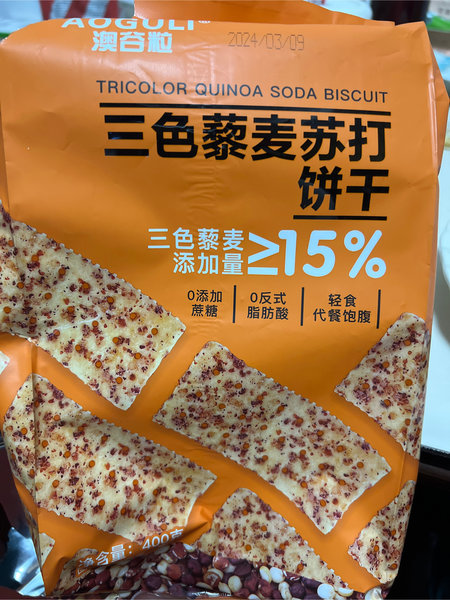 AOGULI
澳谷粒
2024/03/09
TRICOLOR QUINOA SODA BISCUIT
三色藜麦苏打
饼干
三色藜麦
添加量≥15%
0添加
蔗糖
0反式
脂肪酸
轻食
代餐饱腹
净含量：400克